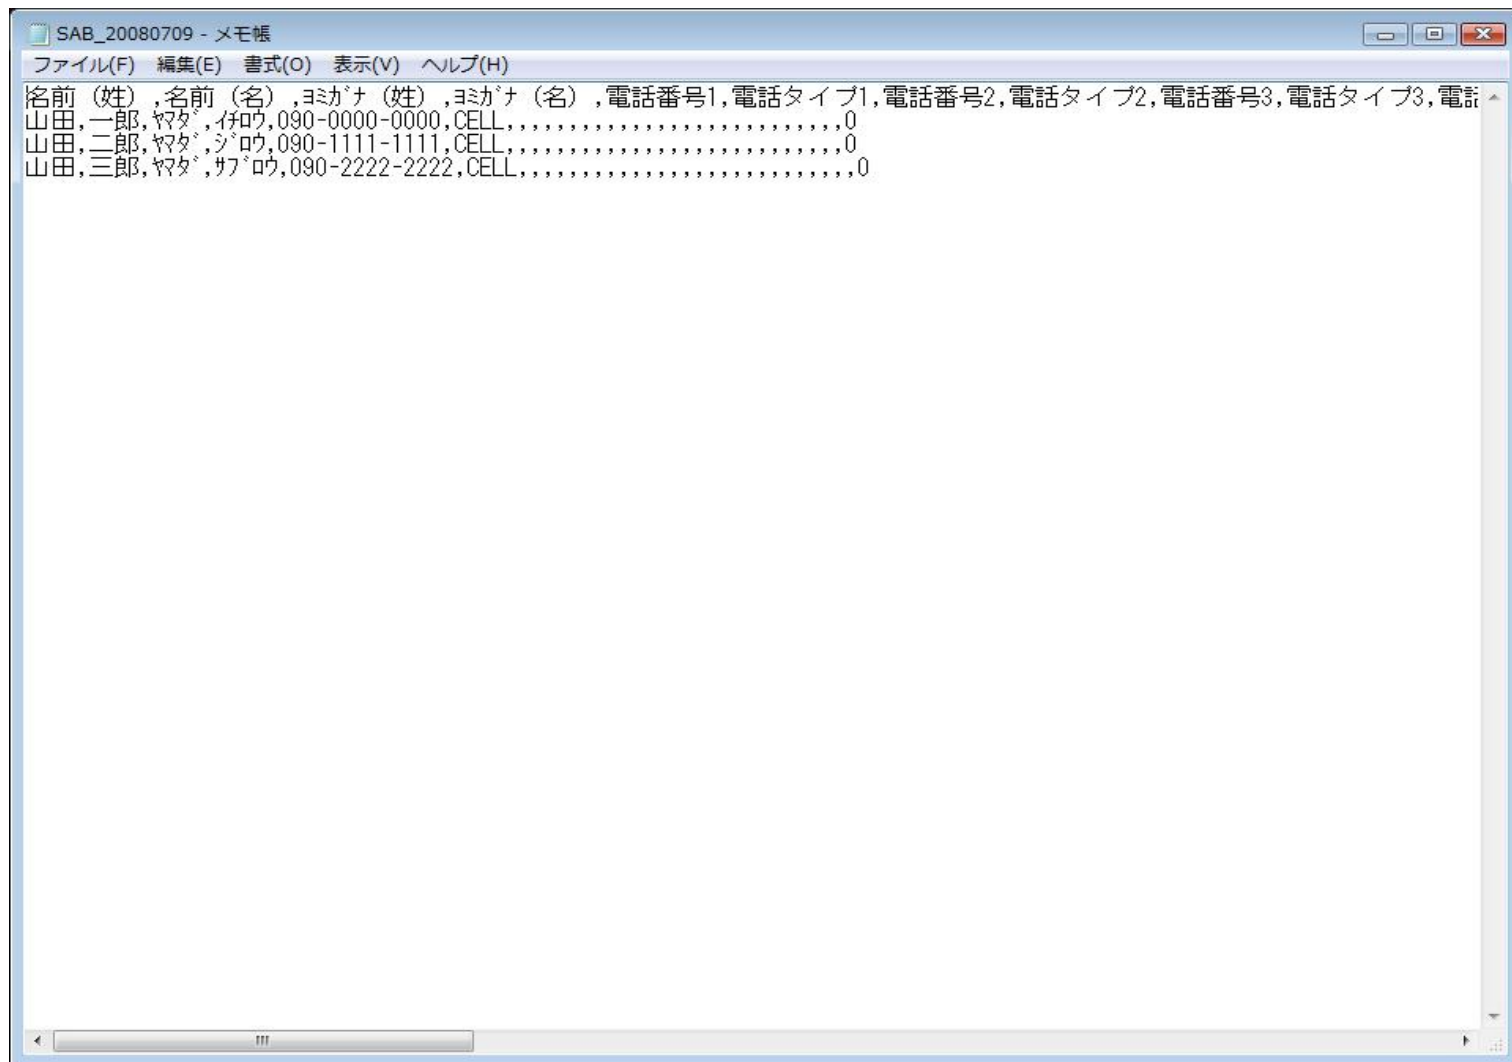 SAB_20080709 - メモ帳
ファイル(F) 編集(E) 書式(O) 表示(V) ヘルプ(H)
名前（姓）,名前（名）,ﾖﾐガﾅ（姓）,ﾖﾐガﾅ（名）,電話番号1,電話タイプ1,電話番号2,電話タイプ2,電話番号3,電話タイプ3,電話
山田,一郎,ﾔﾏﾀﾞ,ｲﾁﾛｳ,090-0000-0000,CELL,,,,,,,,,,,,,,,,,,,,,,,,,,,0
山田,二郎,ﾔﾏﾀﾞ,ｼﾞﾛｳ,090-1111-1111,CELL,,,,,,,,,,,,,,,,,,,,,,,,,,,0
山田,三郎,ﾔﾏﾀﾞ,ｻﾌﾞﾛｳ,090-2222-2222,CELL,,,,,,,,,,,,,,,,,,,,,,,,,,,0